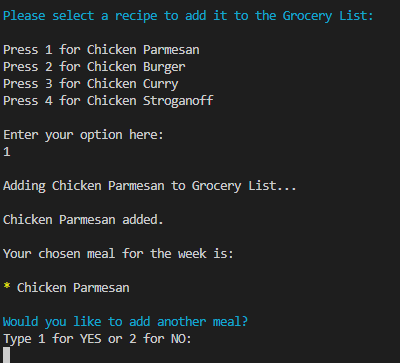 Please select a recipe to add it to the Grocery List:
Press 1 for Chicken Parmesan
Press 2 for Chicken Burger
Press 3 for Chicken Curry
Press 4 for Chicken Stroganoff
Enter your option here:
1
Adding Chicken Parmesan to Grocery List...
Chicken Parmesan added.
Your chosen meal for the week is:
* Chicken Parmesan
Would you like to add another meal?
Type 1 for YES or 2 for NO: